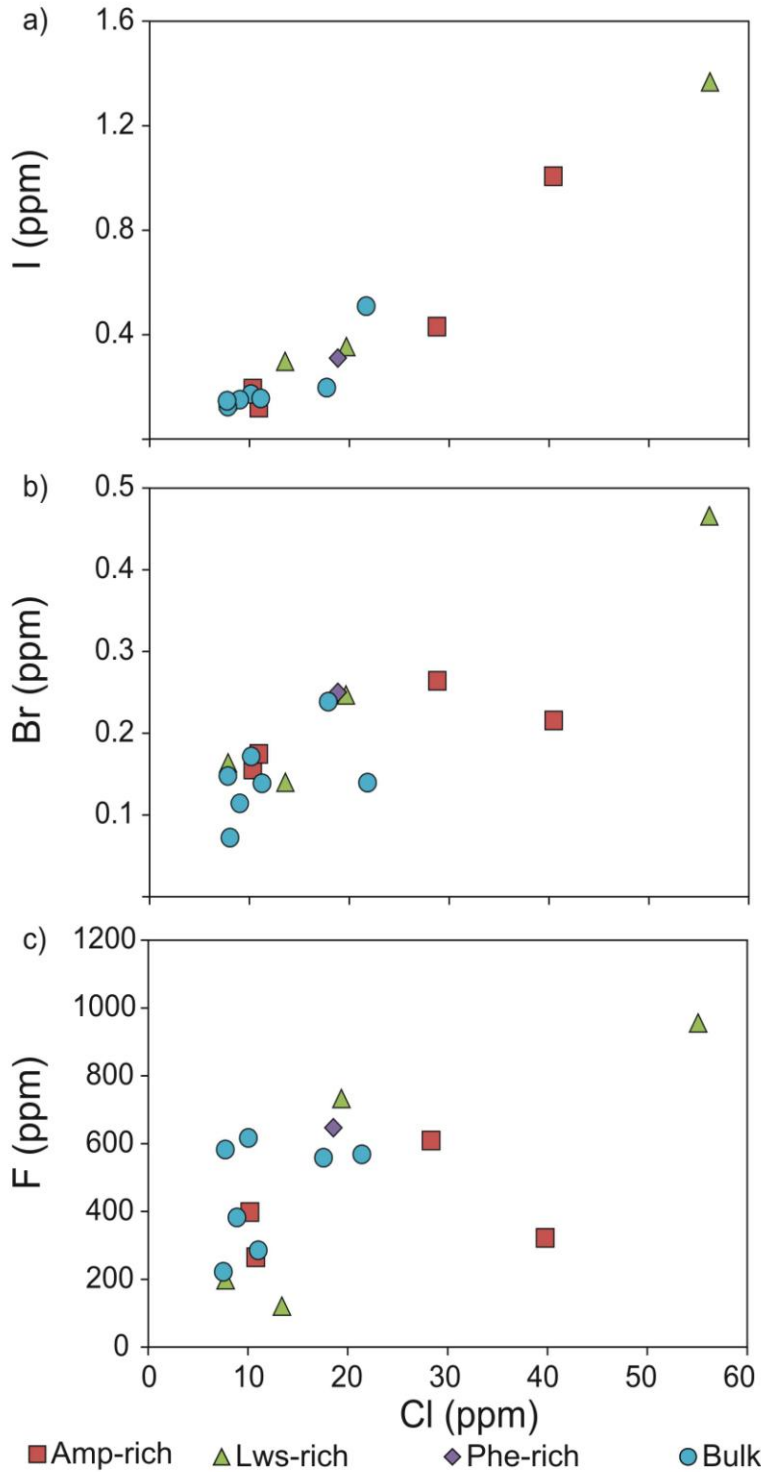 a)
1.6
1.2
0.8
0.4
I (ppm)
b)
0.5
0.4
0.3
0.2
0.1
Br (ppm)
c)
1200
1000
800
600
400
200
0
F (ppm)
0 10 20 30 40 50 60
Cl (ppm)
Amp-rich Lws-rich Phe-rich Bulk